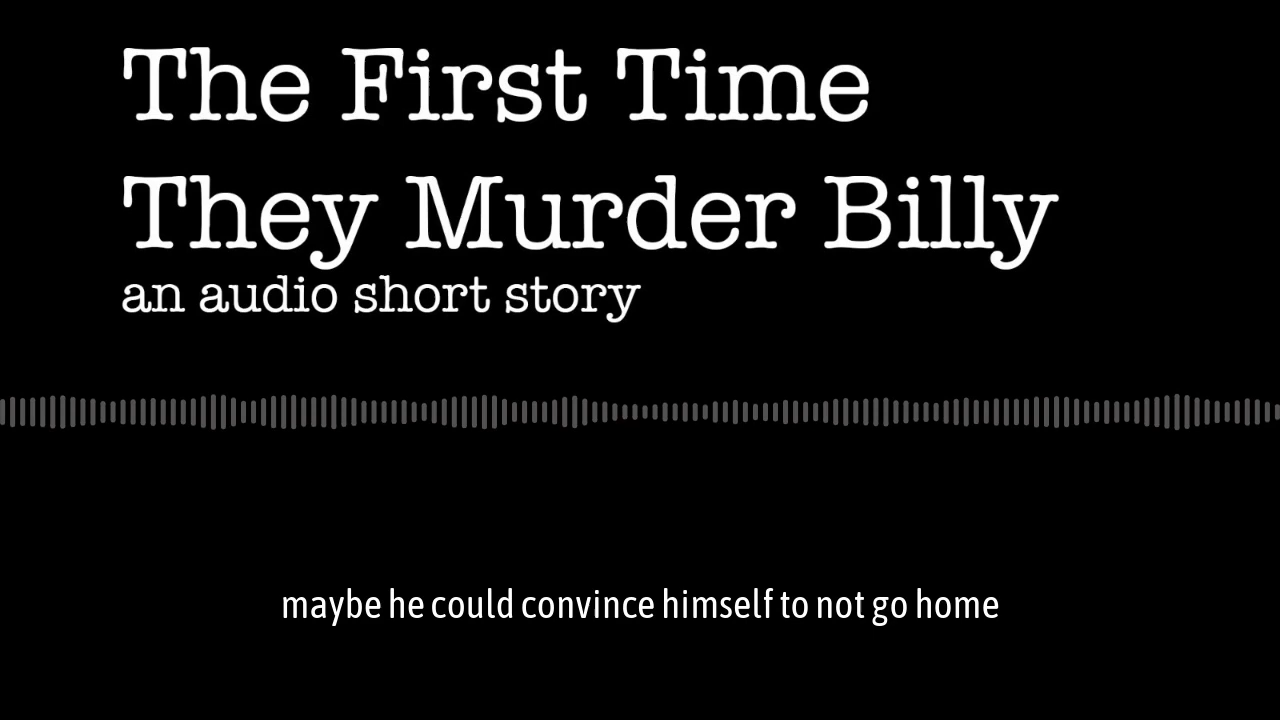 The First Time
They Murder Billy
an audio short story
maybe he could convince himself to not go home